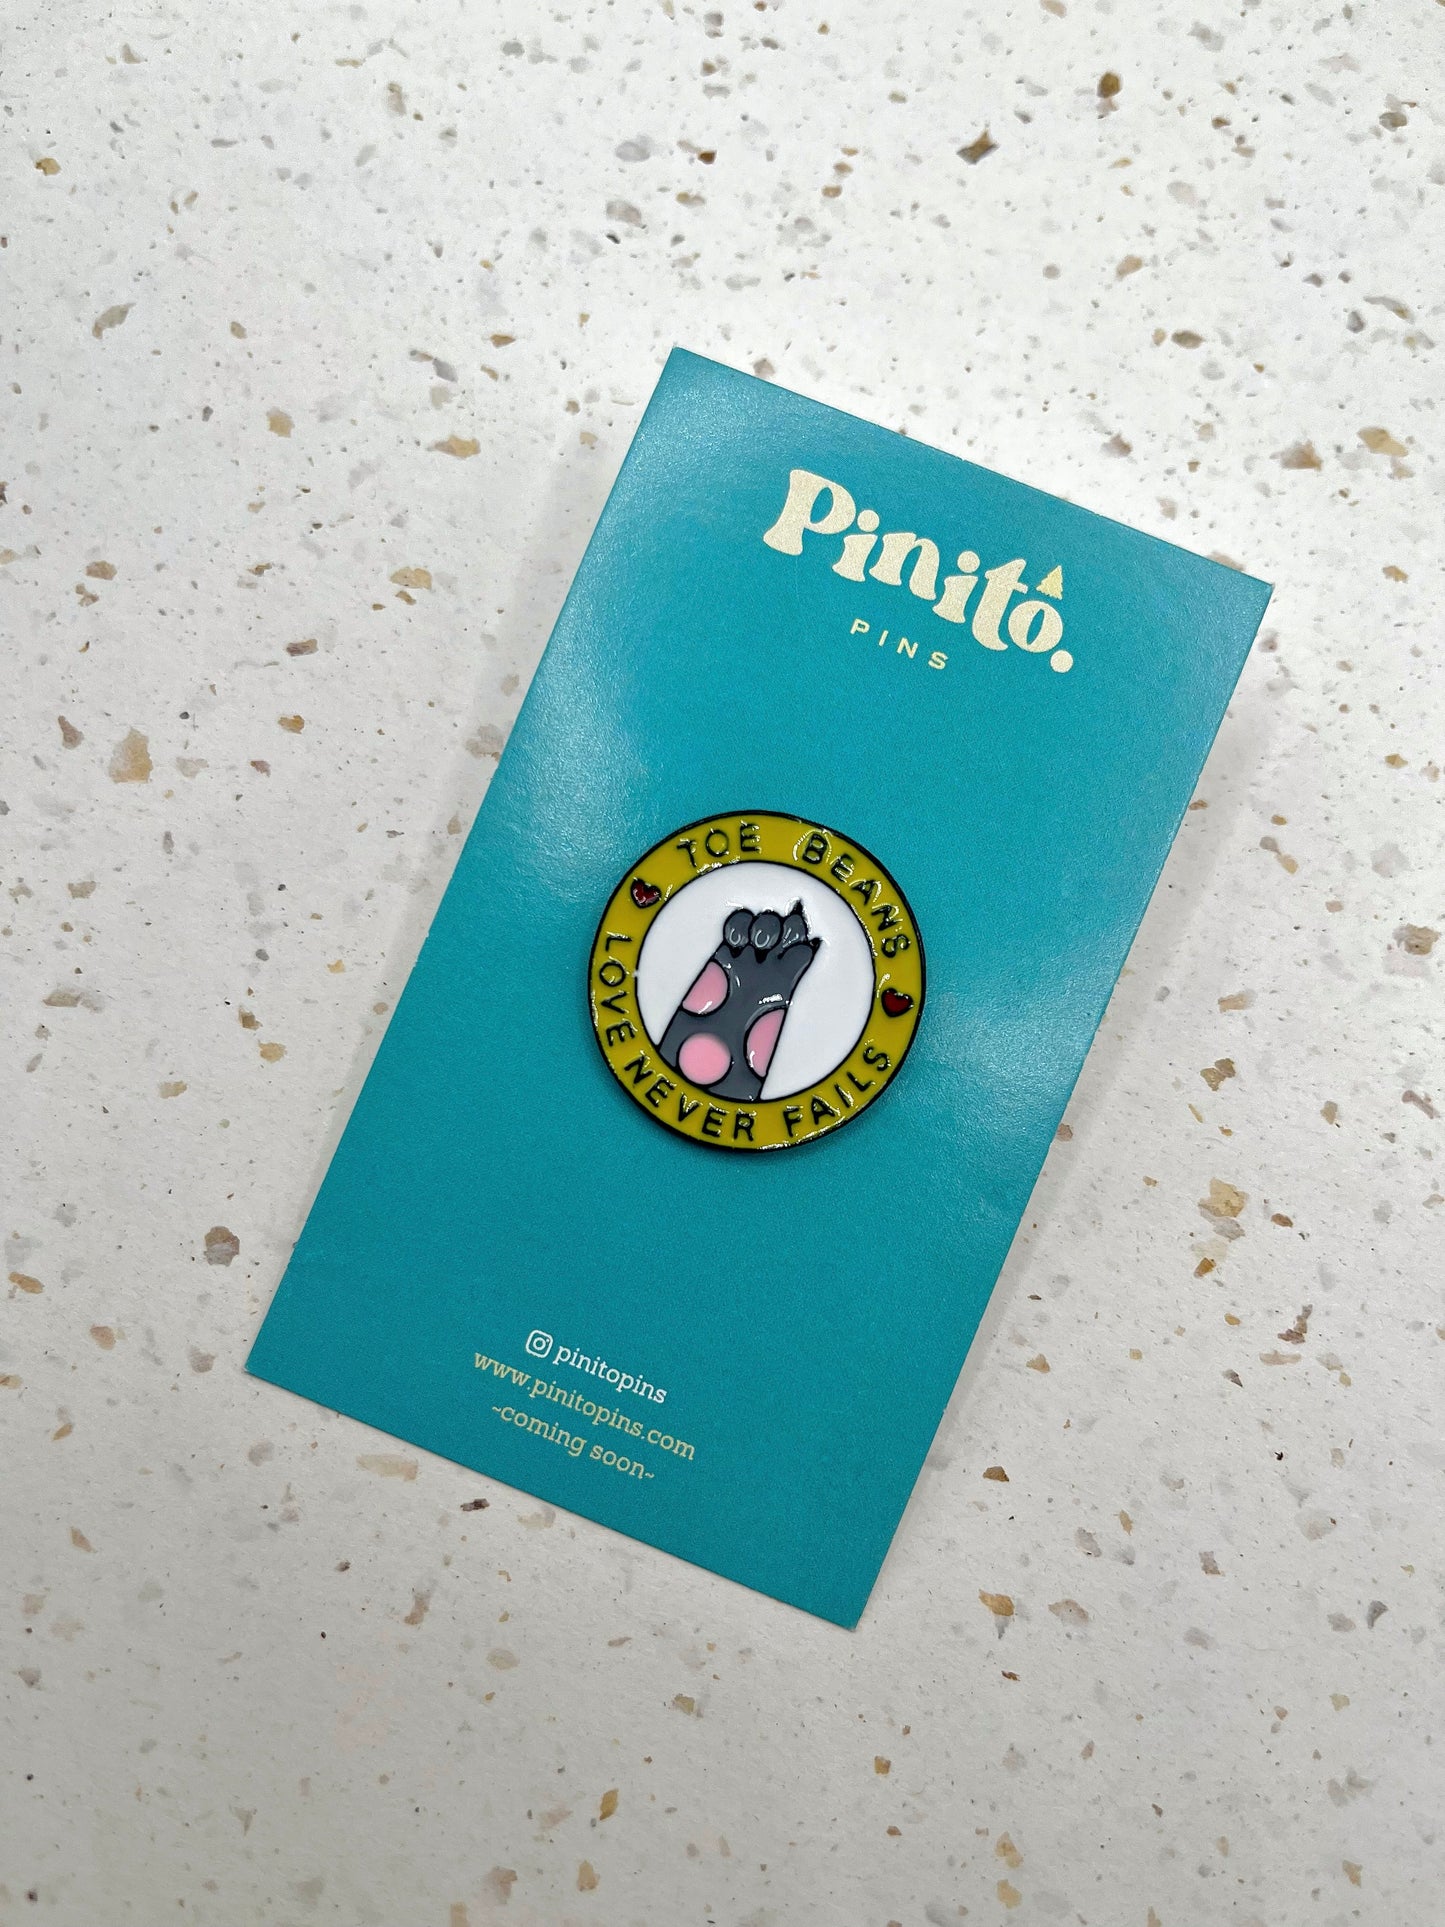 Pinito.
PINS
TOE BEANS
LOVE NEVER FAILS
pinitopins
www.pinitopins.com
~coming soon~